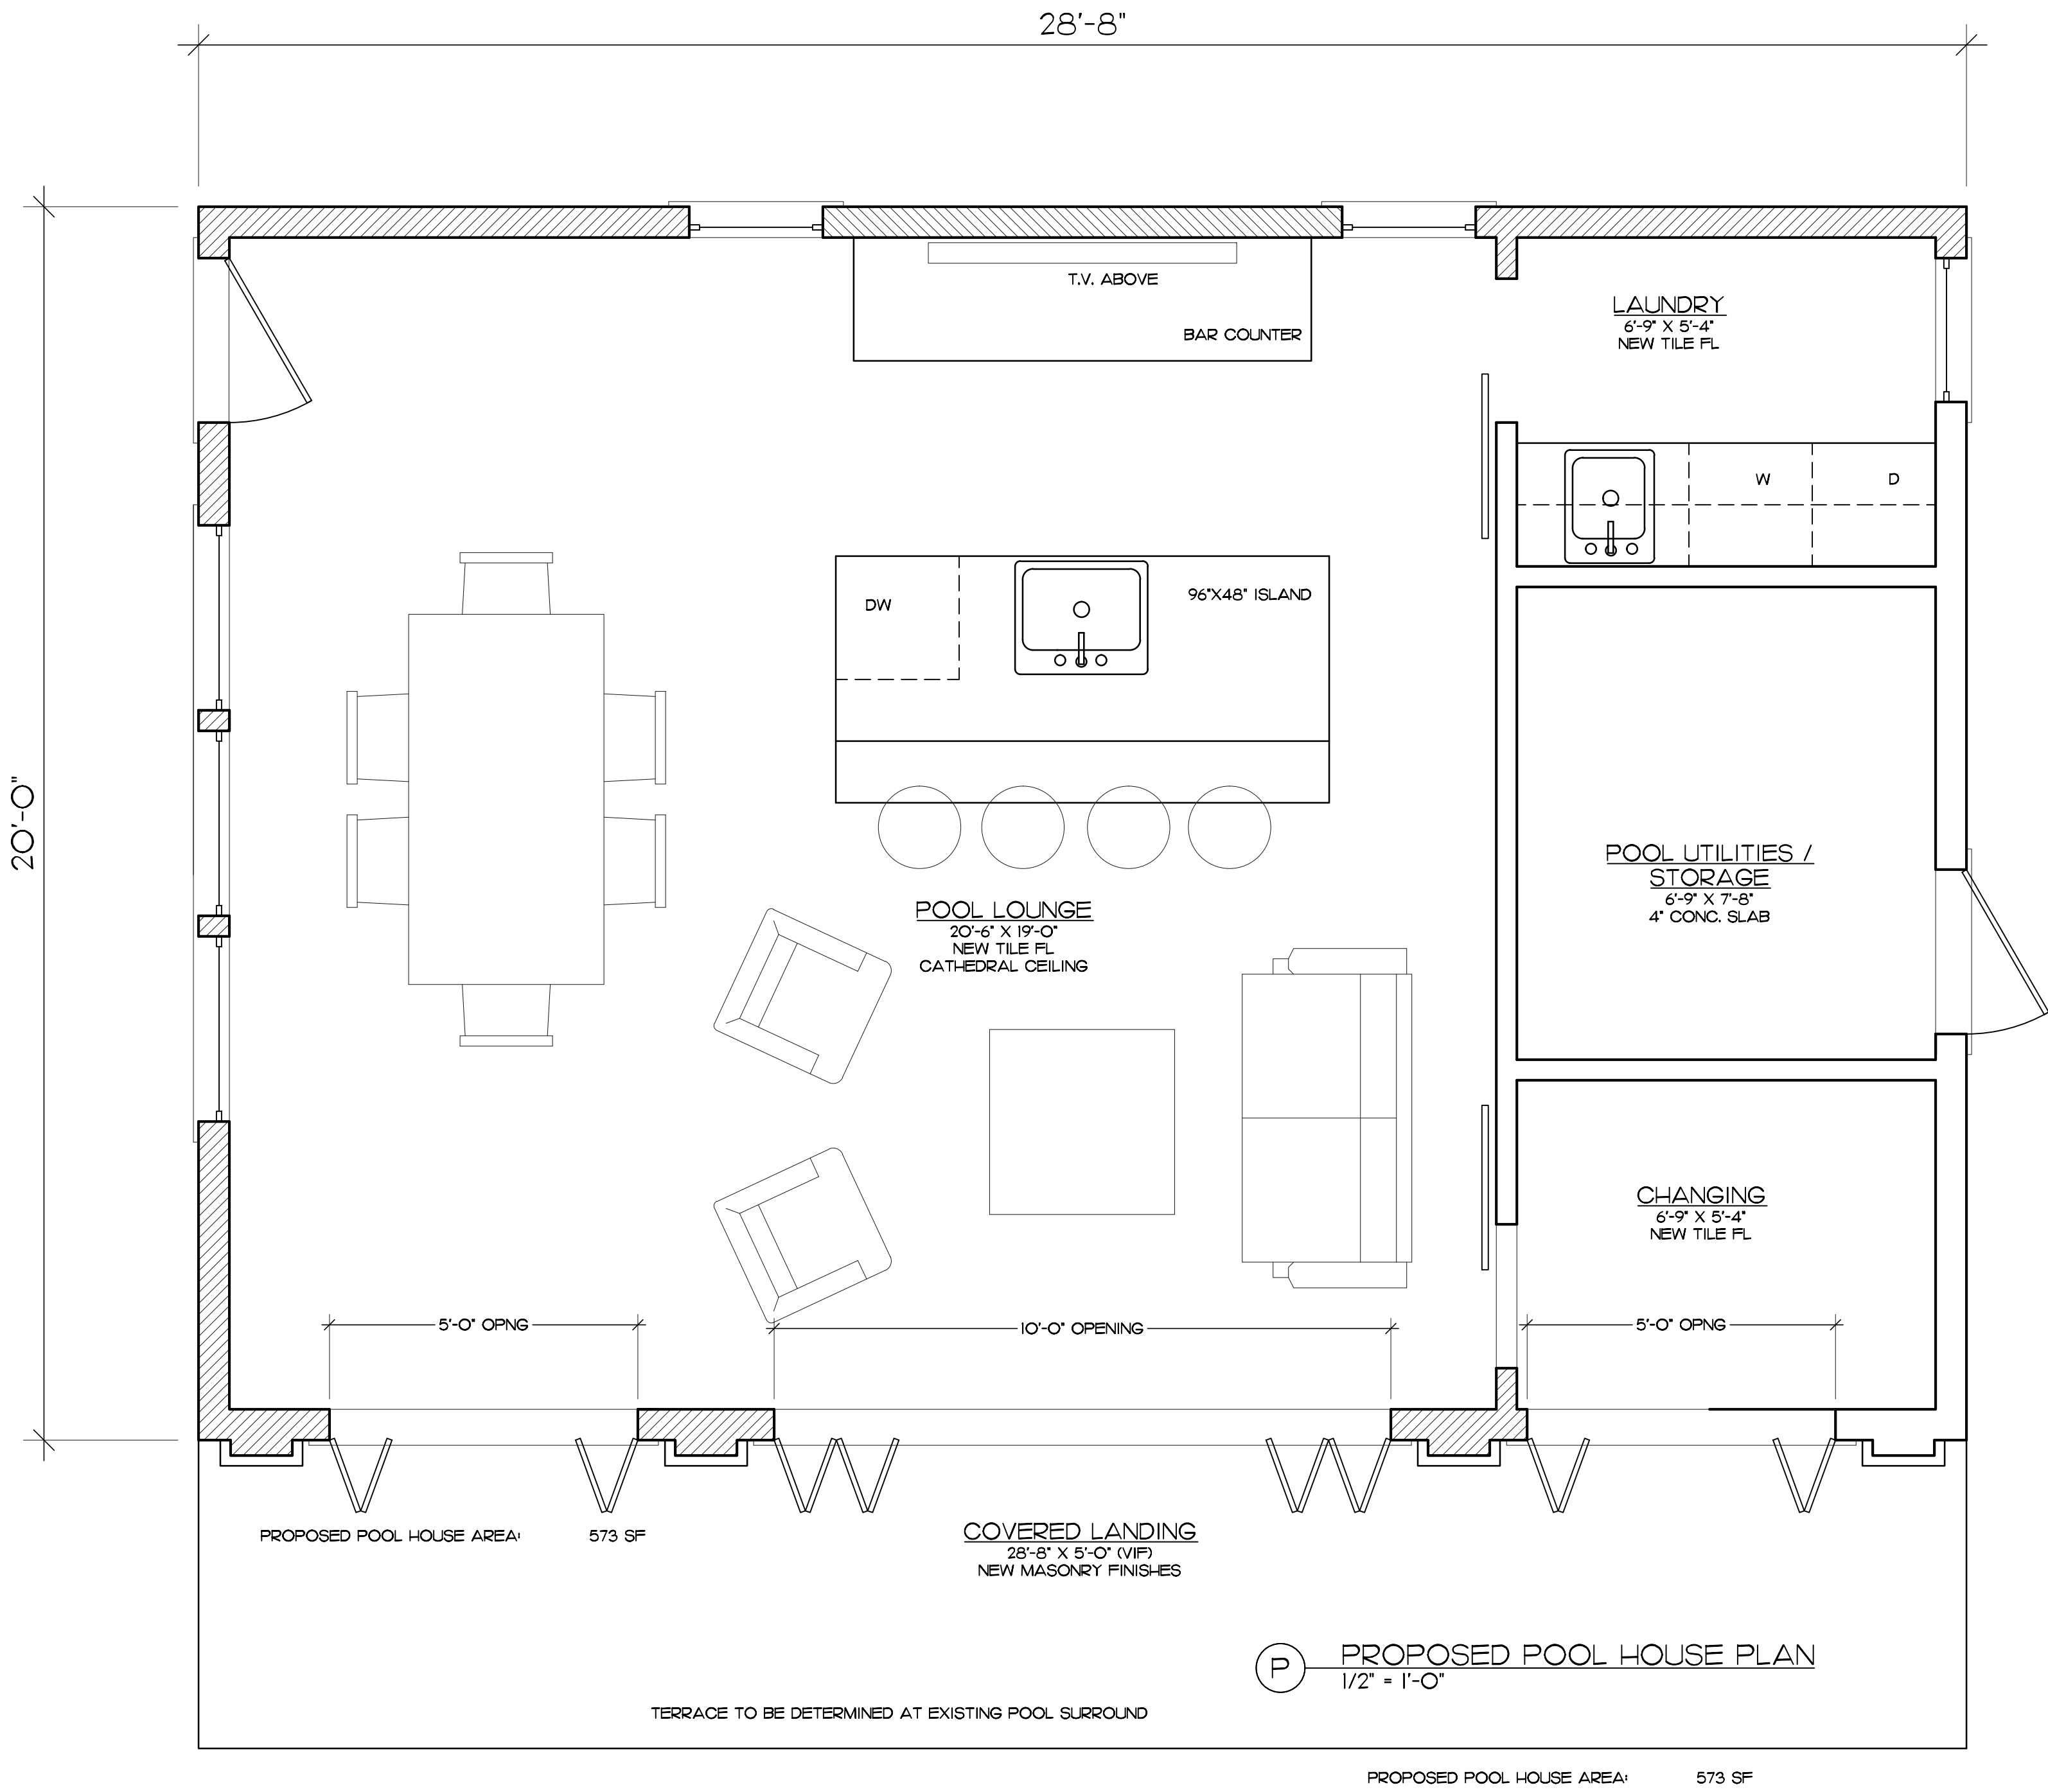 28'-8"
20'-0"
T.V. ABOVE
BAR COUNTER
LAUNDRY
6'-9" X 5'-4"
NEW TILE FL
W
D
DW
96"X48" ISLAND
POOL UTILITIES /
STORAGE
6'-9" X 7'-8"
4" CONC. SLAB
POOL LOUNGE
20'-6" X 19'-0"
NEW TILE FL
CATHEDRAL CEILING
CHANGING
6'-9" X 5'-4"
NEW TILE FL
5'-0" OPNG
10'-0" OPENING
5'-0" OPNG
PROPOSED POOL HOUSE AREA: 573 SF
COVERED LANDING
28'-8" X 5'-0" (VIF)
NEW MASONRY FINISHES
P
PROPOSED POOL HOUSE PLAN
1/2" = 1'-0"
TERRACE TO BE DETERMINED AT EXISTING POOL SURROUND
PROPOSED POOL HOUSE AREA: 573 SF